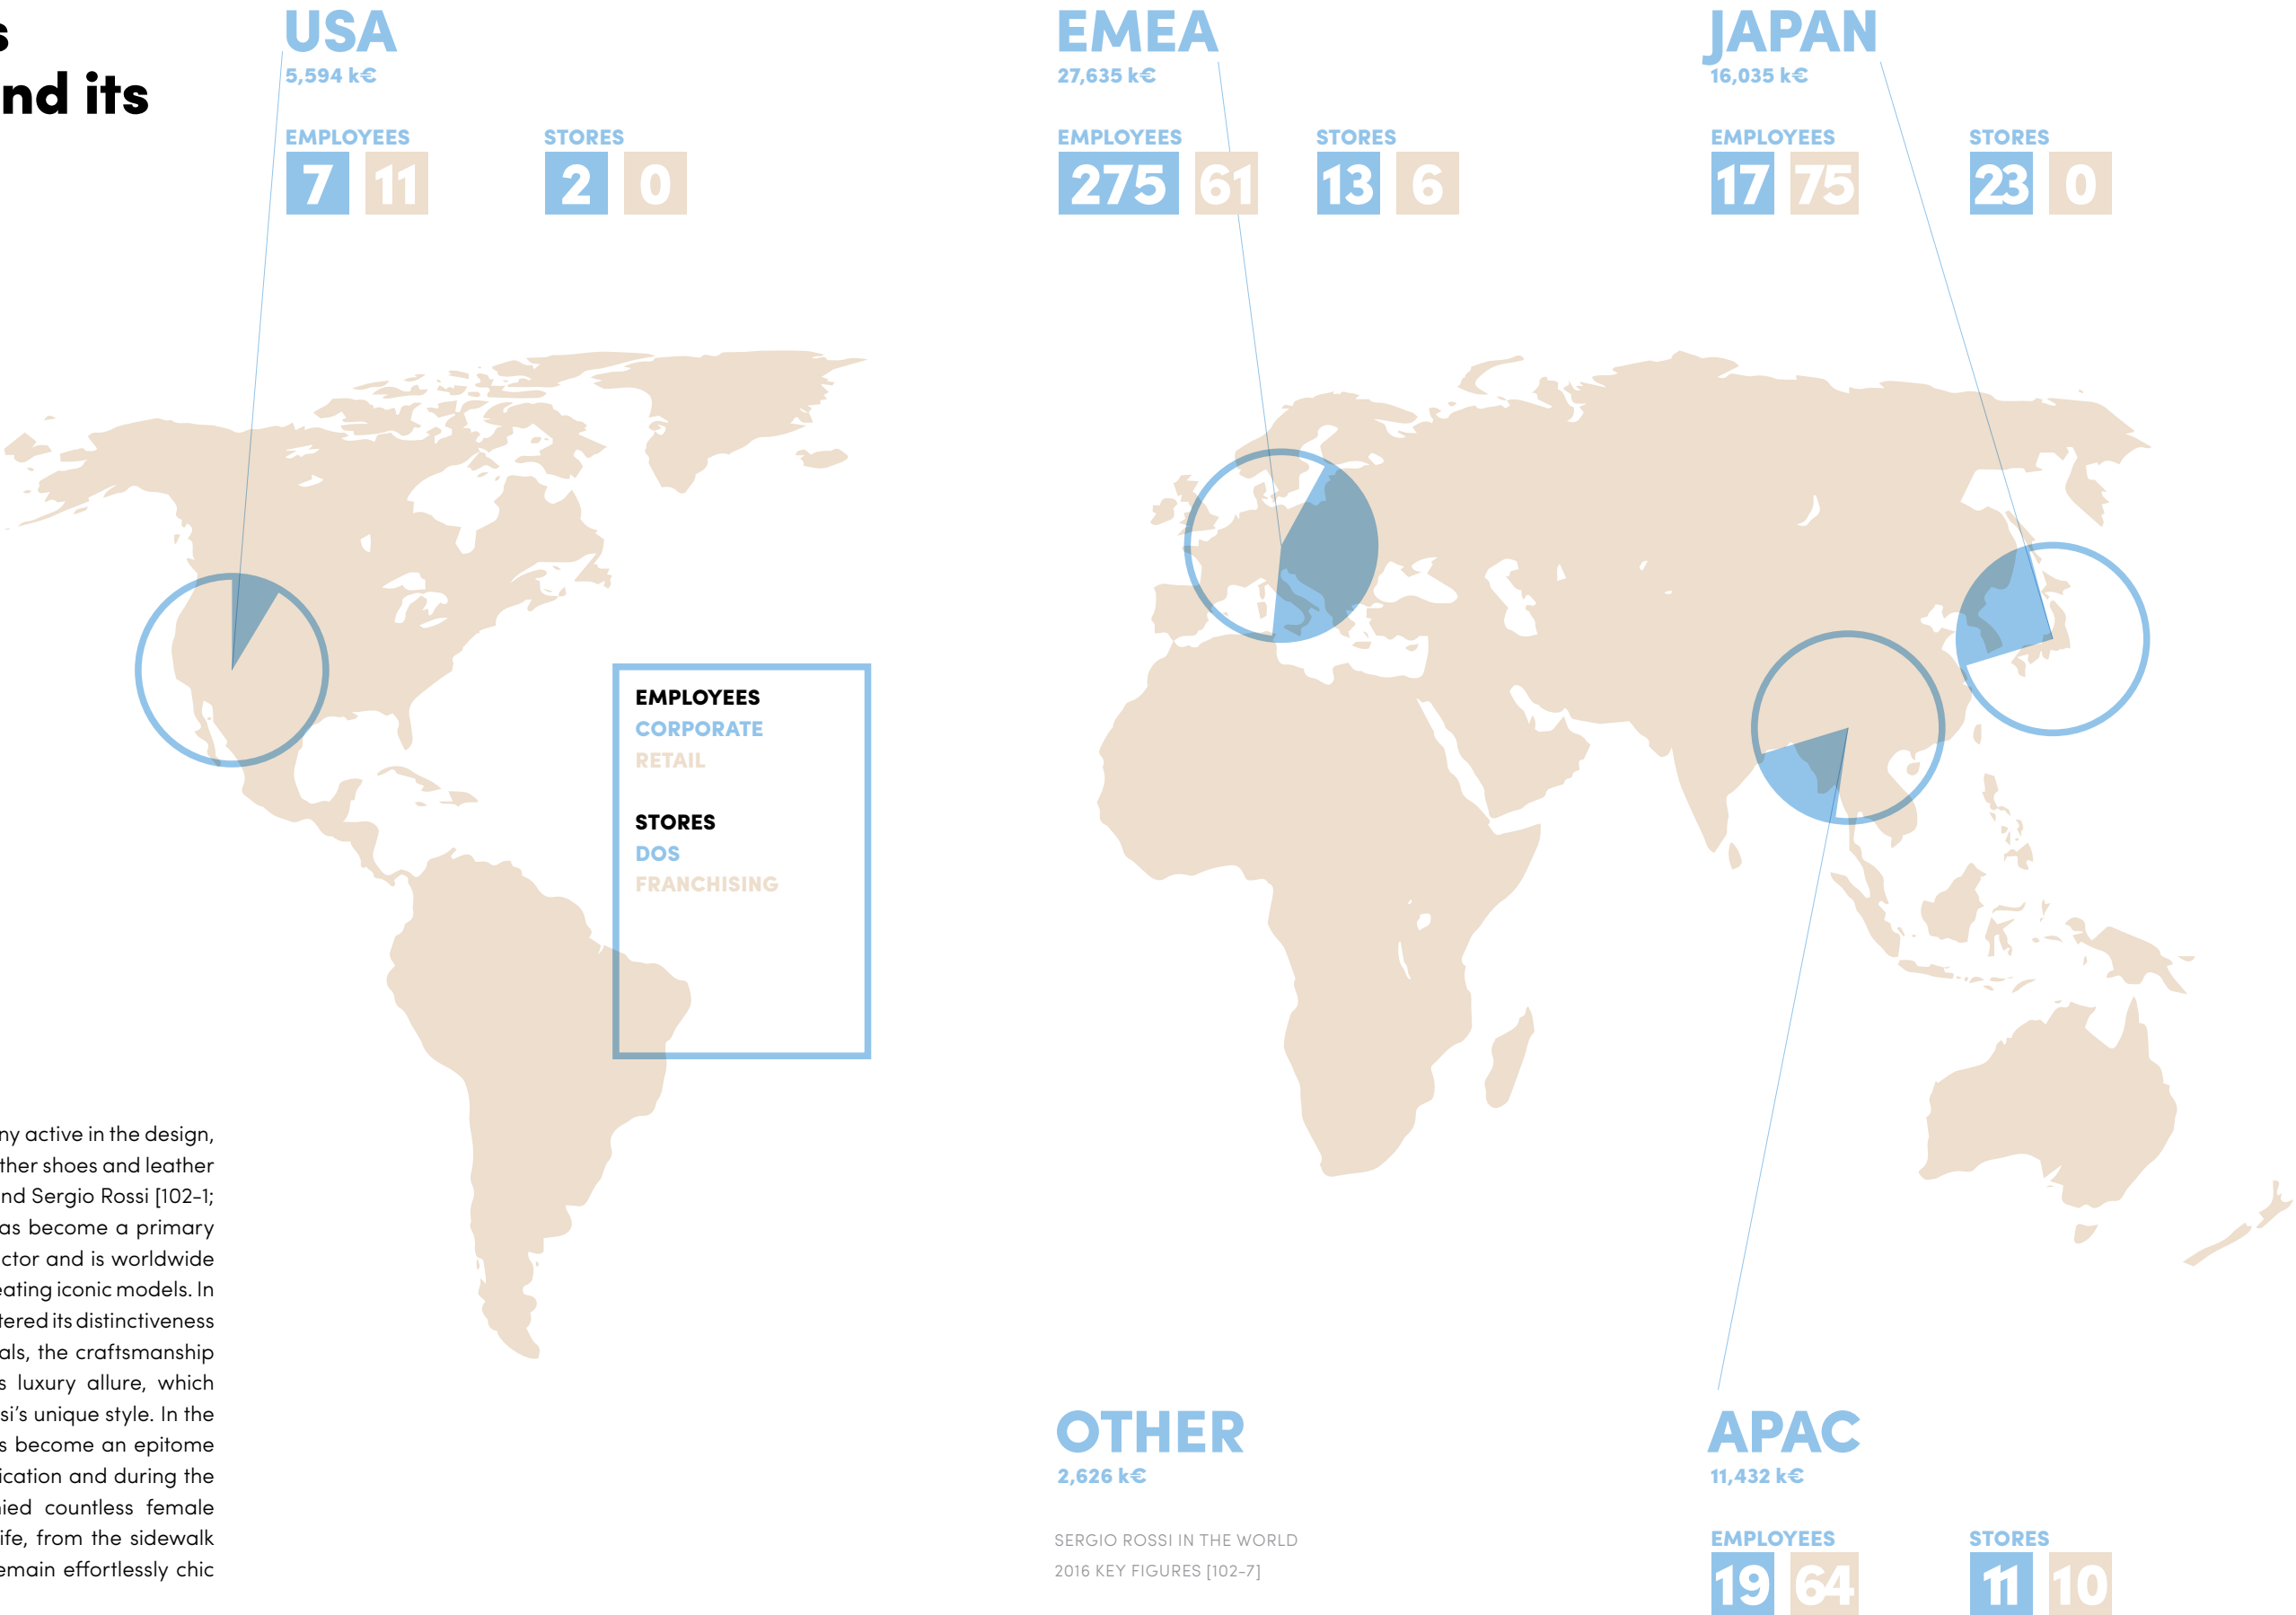 nd its
USA
5,594 k€
EMPLOYEES
7 11
STORES
2 0
EMEA
27,635 k€
EMPLOYEES
275 61
STORES
13 6
JAPAN
16,035 k€
EMPLOYEES
17 75
STORES
23 0
EMPLOYEES
CORPORATE
RETAIL
STORES
DOS
FRANCHISING
ny active in the design,
ther shoes and leather
nd Sergio Rossi [102-1;
as become a primary
ctor and is worldwide
eating iconic models. In
tered its distinctiveness
als, the craftsmanship
s luxury allure, which
si's unique style. In the
s become an epitome
ication and during the
ied countless female
ife, from the sidewalk
emain effortlessly chic
OTHER
2,626 k€
SERGIO ROSSI IN THE WORLD
2016 KEY FIGURES [102-7]
APAC
11,432 k€
EMPLOYEES
19 64
STORES
11 10